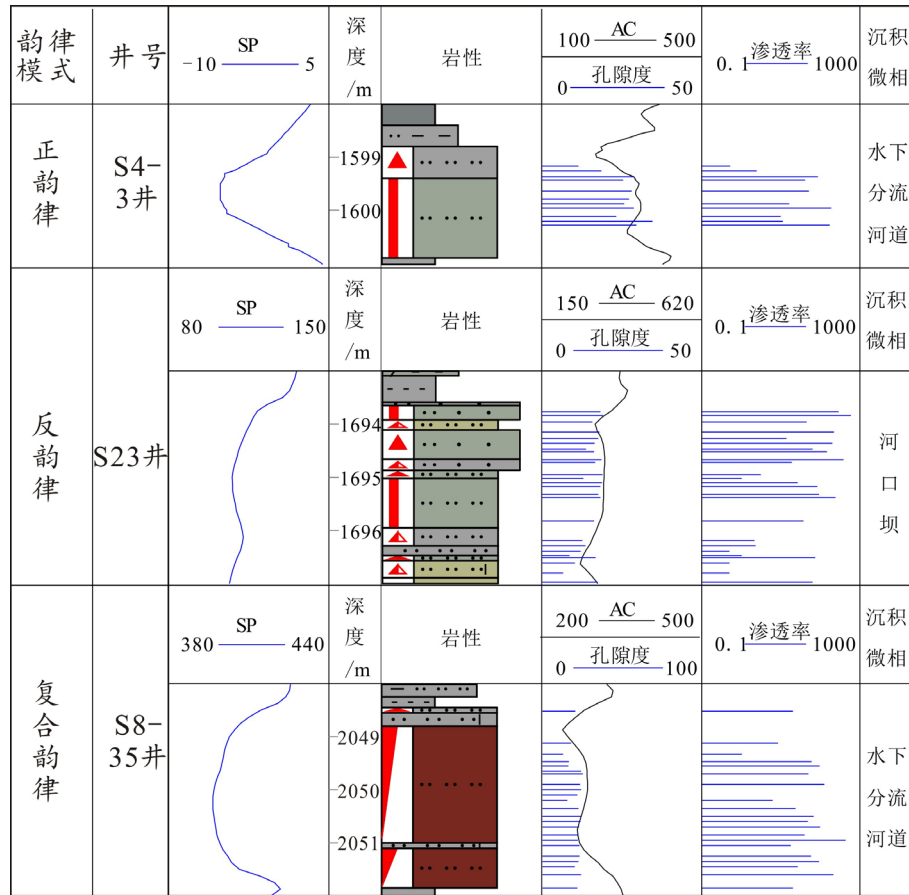 韵律模式 井号 SP -10 5 深度/m 岩性 100 AC 500 孔隙度 0 50 渗透率 0.1 1000 沉积微相
正韵律 S4-3井 1599 1600 水下分流河道
SP 80 150 深度/m 岩性 150 AC 620 孔隙度 0 50 渗透率 0.1 1000 沉积微相
反韵律 S23井 1694 1695 1696 河口坝
SP 380 440 深度/m 岩性 200 AC 500 孔隙度 0 100 渗透率 0.1 1000 沉积微相
复合韵律 S8-35井 2049 2050 2051 水下分流河道